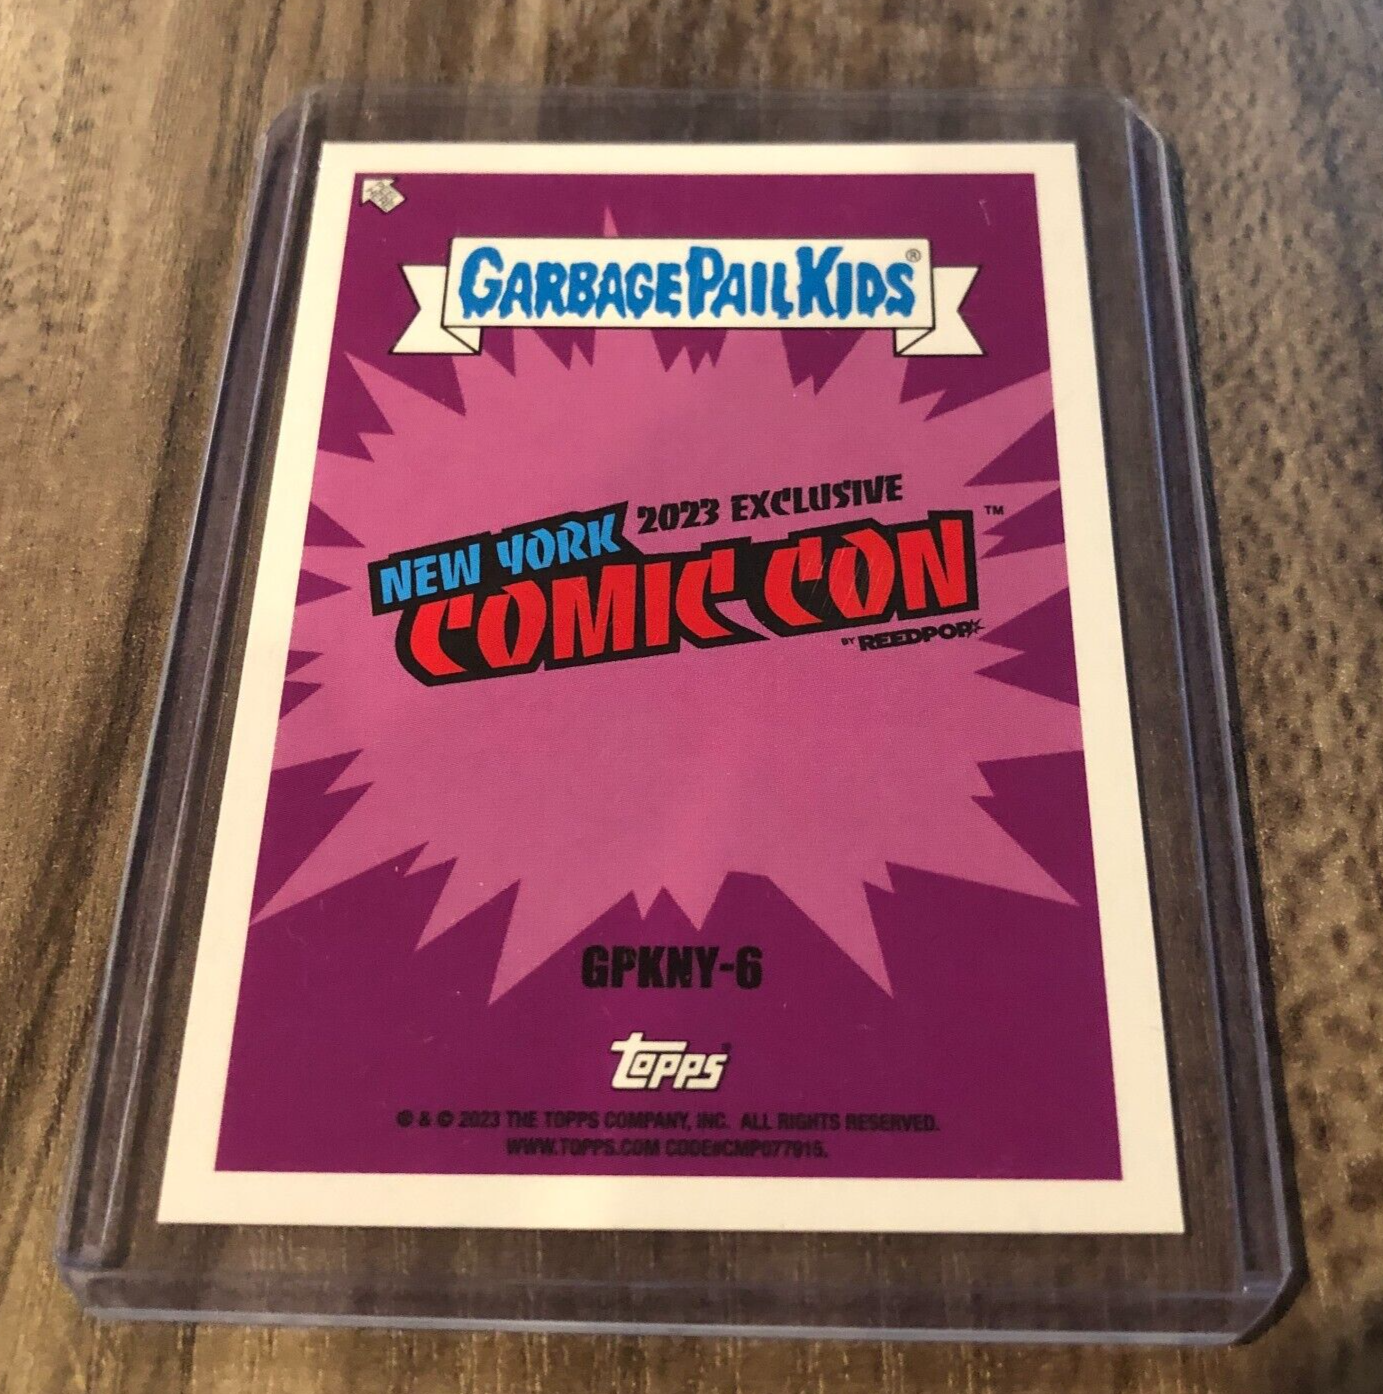 GARBAGE PAIL KIDS®
2023 EXCLUSIVE
NEW YORK
COMIC CON™
BY REEDPOP
GPKNY-6
topps®
® & © 2023 THE TOPPS COMPANY, INC. ALL RIGHTS RESERVED.
WWW.TOPPS.COM CODE#CMP077915.